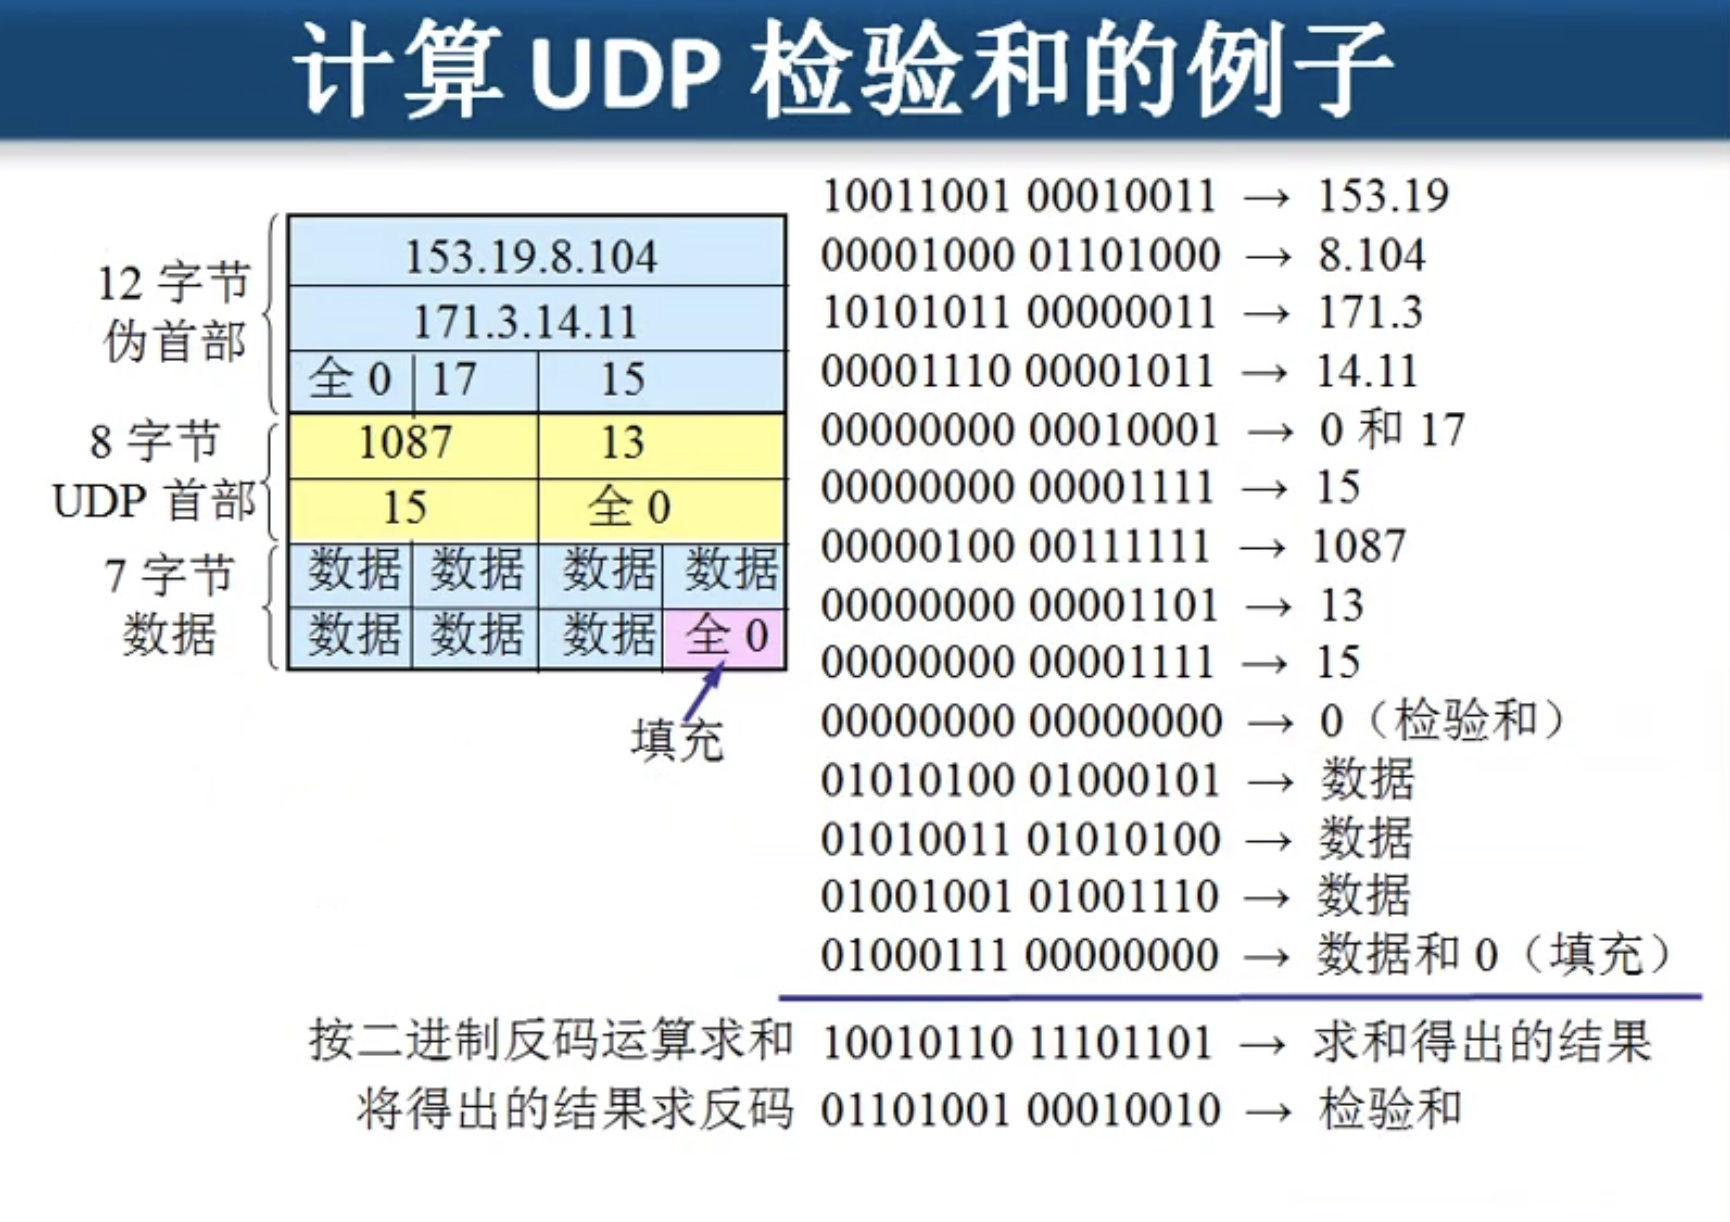 计算 UDP 检验和的例子
12 字节
伪首部
153.19.8.104
171.3.14.11
全 0 17 15
8 字节
UDP 首部
1087 13
15 全 0
7 字节
数据
数据 数据 数据 数据
数据 数据 数据 全 0
填充
10011001 00010011 → 153.19
00001000 01101000 → 8.104
10101011 00000011 → 171.3
00001110 00001011 → 14.11
00000000 00010001 → 0 和 17
00000000 00001111 → 15
00000100 00111111 → 1087
00000000 00001101 → 13
00000000 00001111 → 15
00000000 00000000 → 0（检验和）
01010100 01000101 → 数据
01010011 01010100 → 数据
01001001 01001110 → 数据
01000111 00000000 → 数据和 0（填充）
按二进制反码运算求和 10010110 11101101 → 求和得出的结果
将得出的结果求反码 01101001 00010010 → 检验和